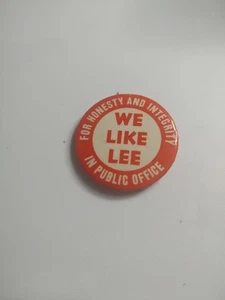 FOR HONESTY AND INTEGRITY
WE
LIKE
LEE
IN PUBLIC OFFICE